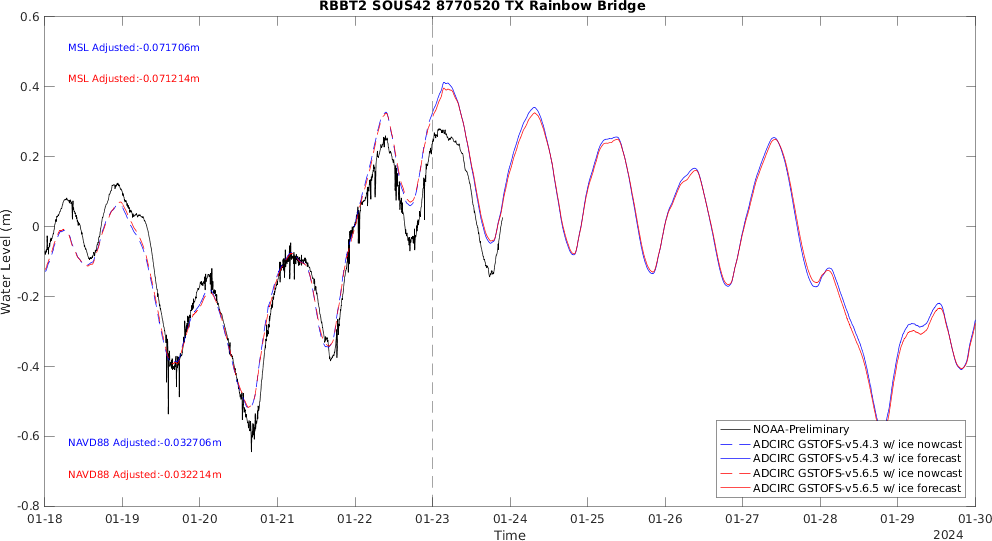 RBBT2 SOUS42 8770520 TX Rainbow Bridge
MSL Adjusted:-0.071706m
MSL Adjusted:-0.071214m
NAVD88 Adjusted:-0.032706m
NAVD88 Adjusted:-0.032214m
Water Level (m)
0.6
0.4
0.2
0
-0.2
-0.4
-0.6
-0.8
NOAA-Preliminary
ADCIRC GSTOFS-v5.4.3 w/ ice nowcast
ADCIRC GSTOFS-v5.4.3 w/ ice forecast
ADCIRC GSTOFS-v5.6.5 w/ ice nowcast
ADCIRC GSTOFS-v5.6.5 w/ ice forecast
01-18 01-19 01-20 01-21 01-22 01-23 01-24 01-25 01-26 01-27 01-28 01-29 01-30
Time
2024